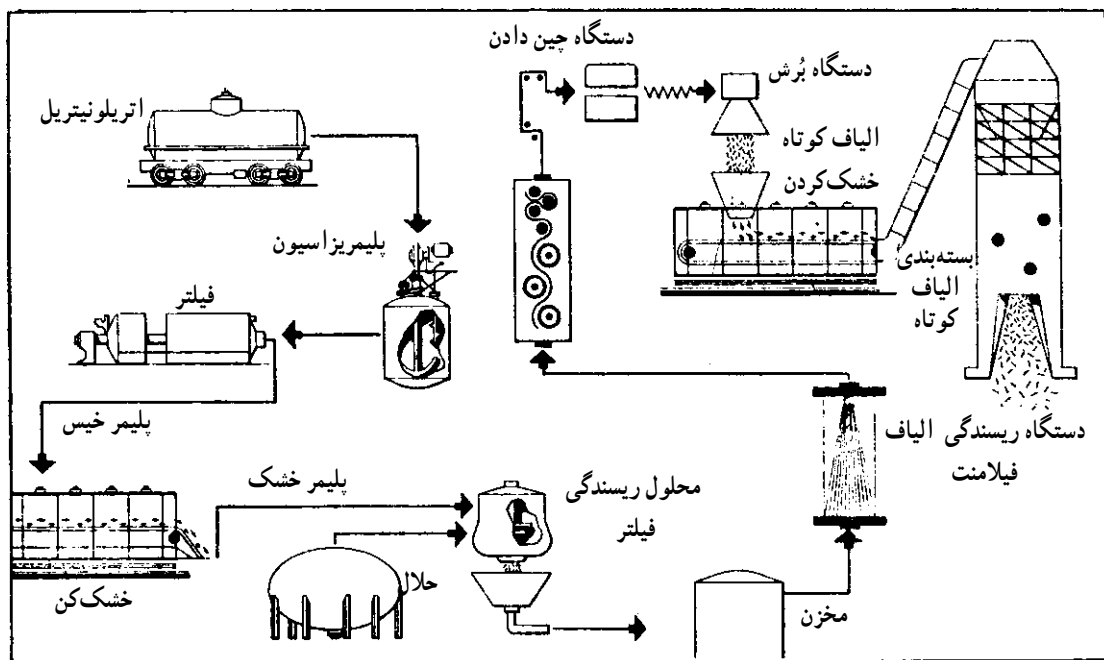 اتریلونیتریل
پلیمریزاسیون
فیلتر
پلیمر خیس
خشک‌کن
پلیمر خشک
حلال
محلول ریسندگی
فیلتر
مخزن
دستگاه ریسندگی الیاف
فیلامنت
دستگاه چین دادن
دستگاه بُرش
الیاف کوتاه
خشک‌کردن
بسته‌بندی
الیاف
کوتاه